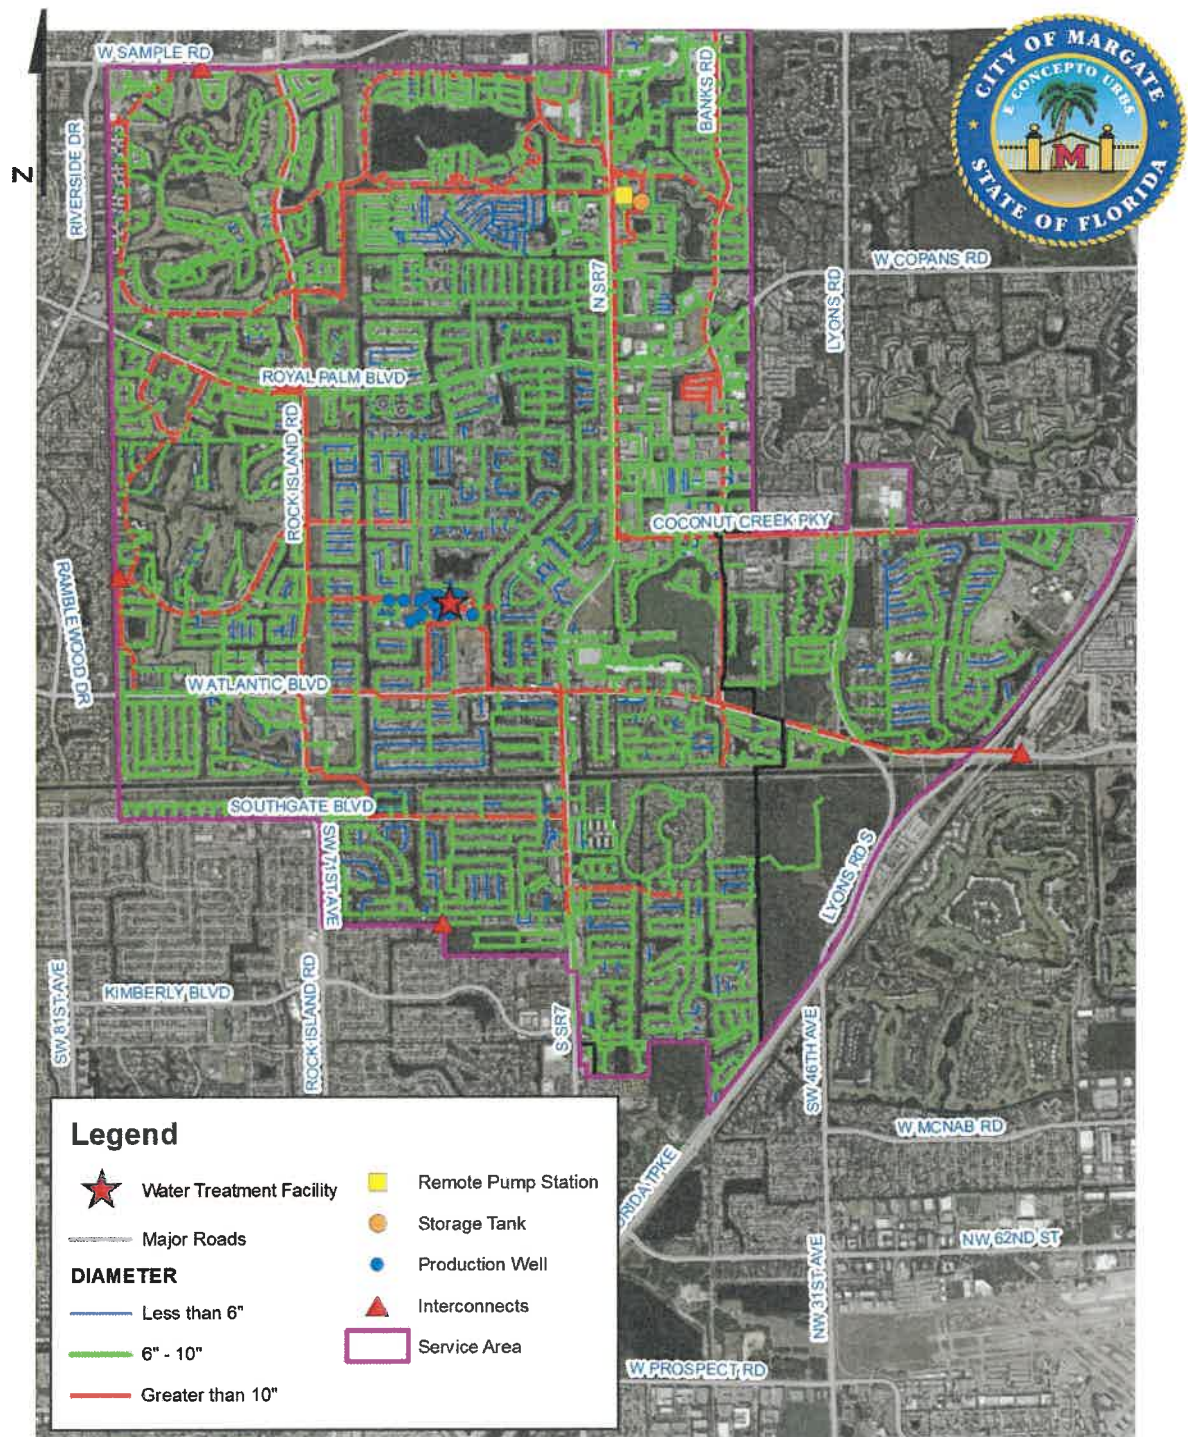 W SAMPLE RD
BANKS RD
CITY OF MARGATE
E CONCEPTO URBS
M
STATE OF FLORIDA
RIVERSIDE DR
N
W COPANS RD
N SR7
LYONS RD
ROYAL PALM BLVD
ROCK ISLAND RD
COCONUT CREEK PKY
RAMBLE WOOD DR
W ATLANTIC BLVD
SOUTHGATE BLVD
SW 71ST AVE
LYONS RD S
SW 81ST AVE
KIMBERLY BLVD
ROCK ISLAND RD
S SR7
SW 46TH AVE
W MCNAB RD
ORIDA TPKE
NW 62ND ST
NW 31ST AVE
W PROSPECT RD
Legend
Water Treatment Facility
Major Roads
DIAMETER
Less than 6"
6" - 10"
Greater than 10"
Remote Pump Station
Storage Tank
Production Well
Interconnects
Service Area